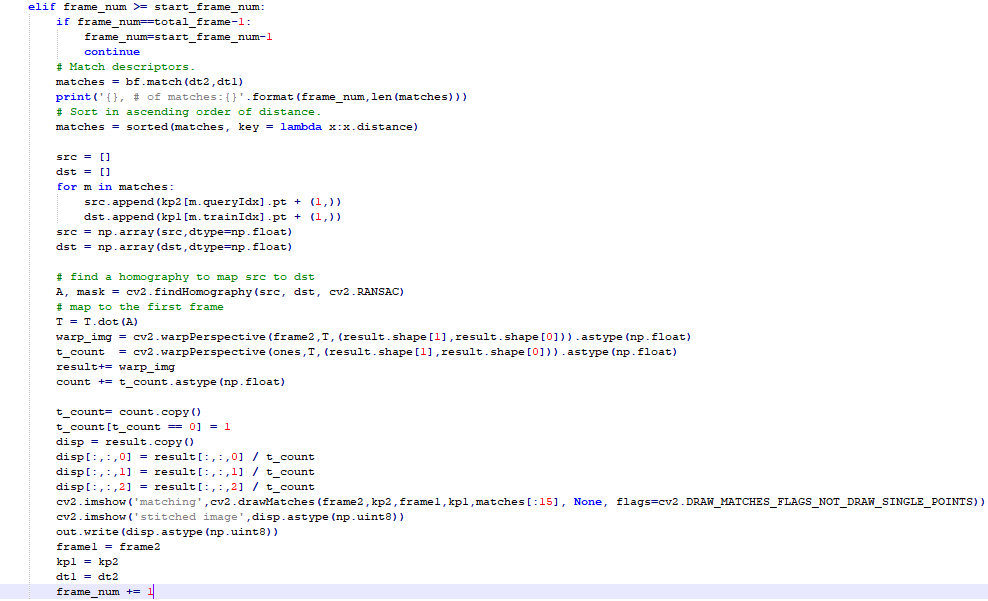 elif frame_num >= start_frame_num:
if frame_num==total_frame-1:
frame_num=start_frame_num-1
continue
# Match descriptors.
matches = bf.match(dt2,dt1)
print('{}, # of matches:{}'.format(frame_num,len(matches)))
# Sort in ascending order of distance.
matches = sorted(matches, key = lambda x:x.distance)
src = []
dst = []
for m in matches:
src.append(kp2[m.queryIdx].pt + (1,))
dst.append(kp1[m.trainIdx].pt + (1,))
src = np.array(src,dtype=np.float)
dst = np.array(dst,dtype=np.float)
# find a homography to map src to dst
A, mask = cv2.findHomography(src, dst, cv2.RANSAC)
# map to the first frame
T = T.dot(A)
warp_img = cv2.warpPerspective(frame2,T,(result.shape[1],result.shape[0])).astype(np.float)
t_count  = cv2.warpPerspective(ones,T,(result.shape[1],result.shape[0])).astype(np.float)
result+= warp_img
count += t_count.astype(np.float)
t_count= count.copy()
t_count[t_count == 0] = 1
disp = result.copy()
disp[:,:,0] = result[:,:,0] / t_count
disp[:,:,1] = result[:,:,1] / t_count
disp[:,:,2] = result[:,:,2] / t_count
cv2.imshow('matching',cv2.drawMatches(frame2,kp2,frame1,kp1,matches[:15], None, flags=cv2.DRAW_MATCHES_FLAGS_NOT_DRAW_SINGLE_POINTS))
cv2.imshow('stitched image',disp.astype(np.uint8))
out.write(disp.astype(np.uint8))
frame1 = frame2
kp1 = kp2
dt1 = dt2
frame_num += 1